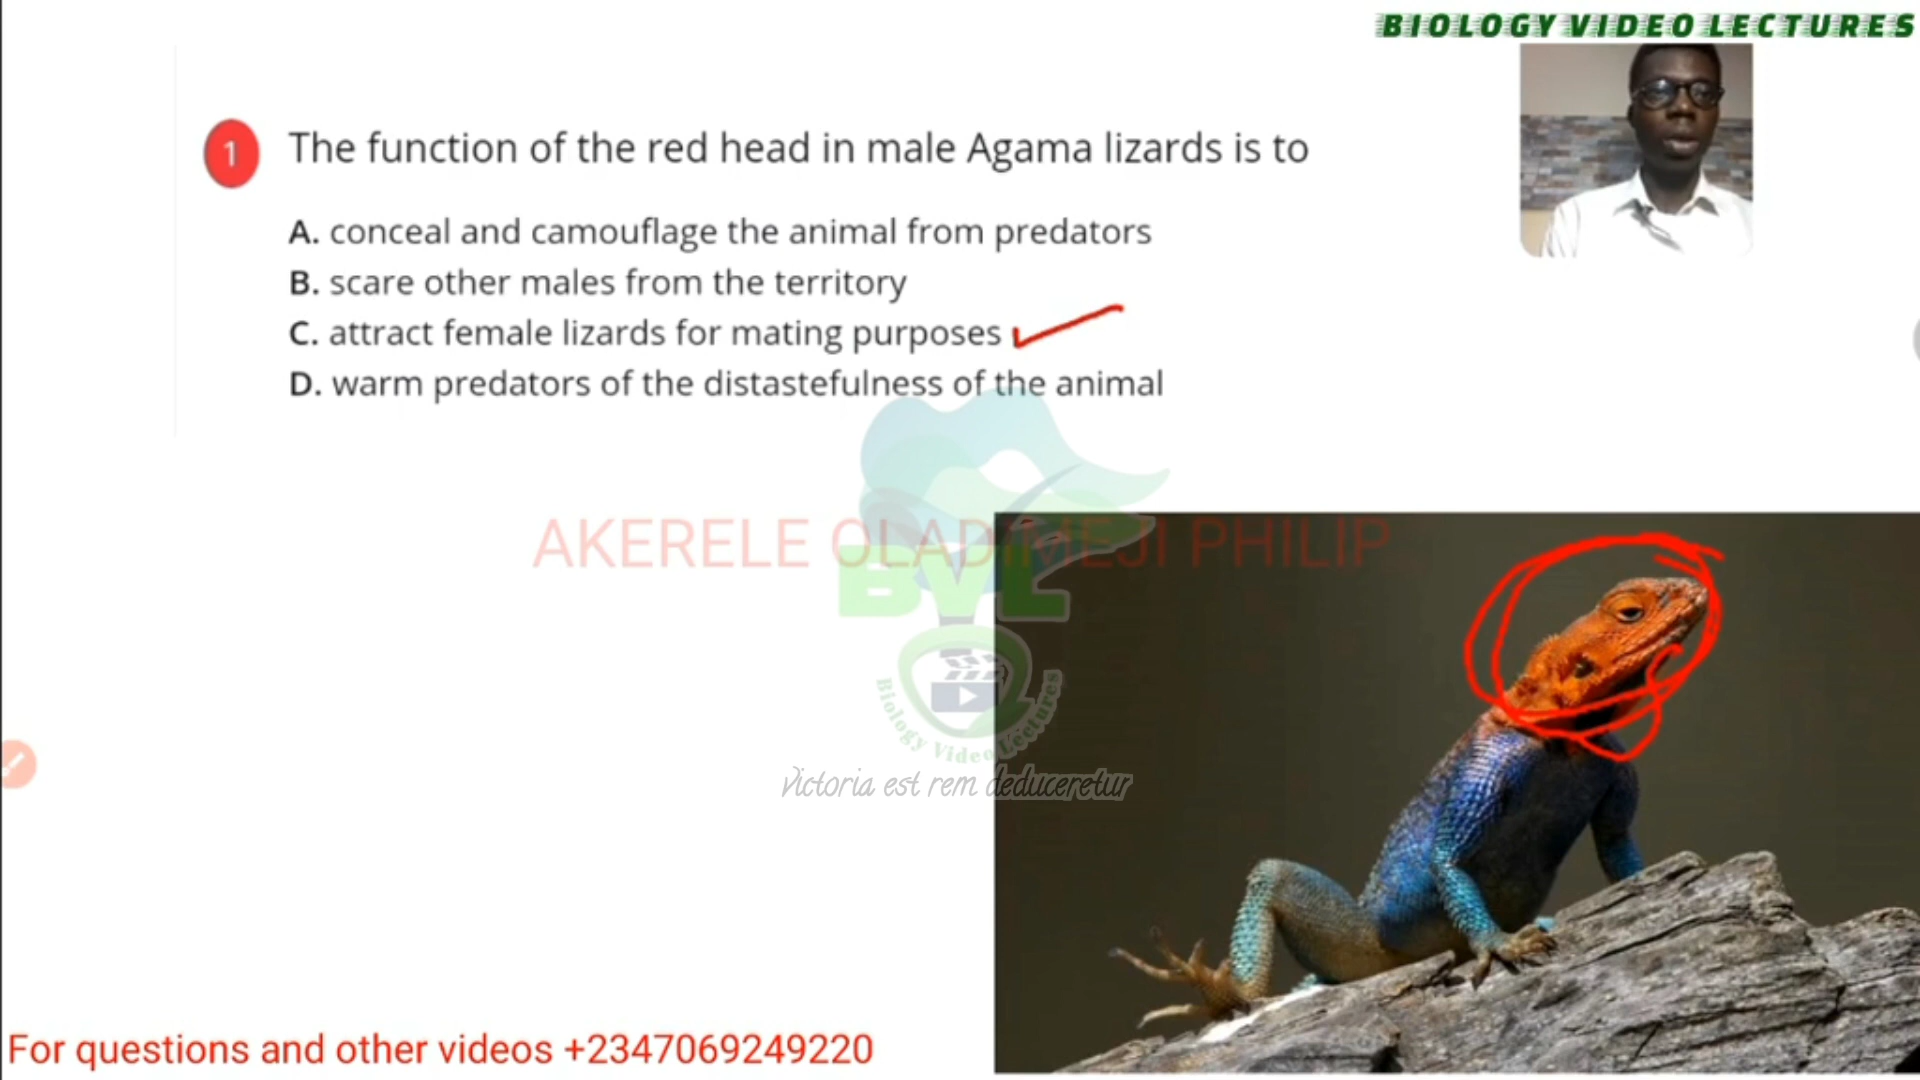 BIOLOGY VIDEO LECTURES
1 The function of the red head in male Agama lizards is to
A. conceal and camouflage the animal from predators
B. scare other males from the territory
C. attract female lizards for mating purposes
D. warm predators of the distastefulness of the animal
AKERELE OLADIMEJI PHILIP
BVL
Biology Video Lectures
Victoria est rem deduceretur
For questions and other videos +2347069249220